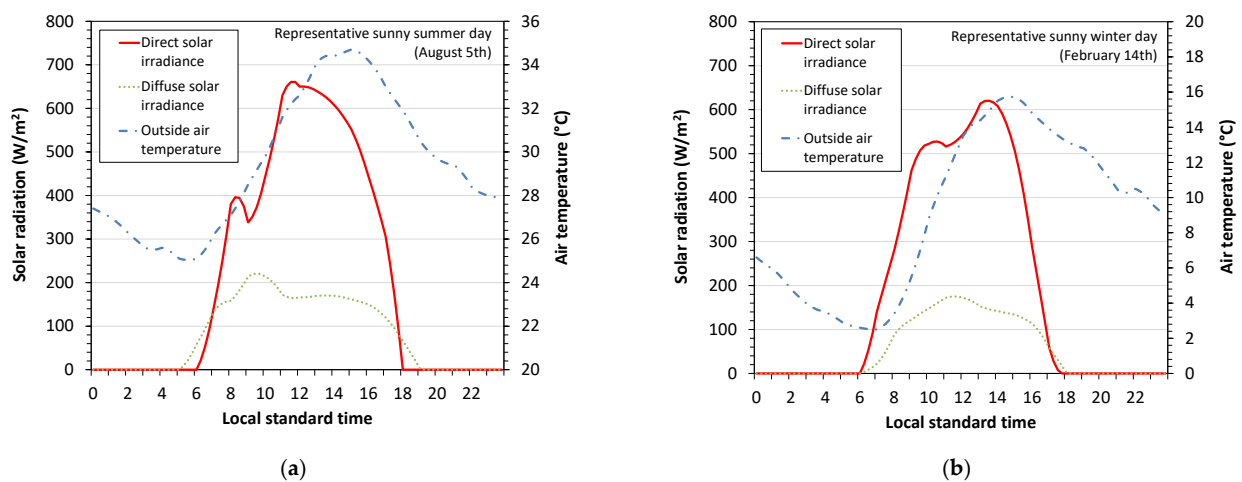 800
700
600
500
400
300
200
100
0
Solar radiation (W/m²)
Direct solar
irradiance
Diffuse solar
irradiance
Outside air
temperature
Representative sunny summer day
(August 5th)
36
34
32
30
28
26
24
22
20
Air temperature (°C)
0 2 4 6 8 10 12 14 16 18 20 22
Local standard time
(a)
800
700
600
500
400
300
200
100
0
Solar radiation (W/m²)
Direct solar
irradiance
Diffuse solar
irradiance
Outside air
temperature
Representative sunny winter day
(February 14th)
20
18
16
14
12
10
8
6
4
2
0
Air temperature (°C)
0 2 4 6 8 10 12 14 16 18 20 22
Local standard time
(b)